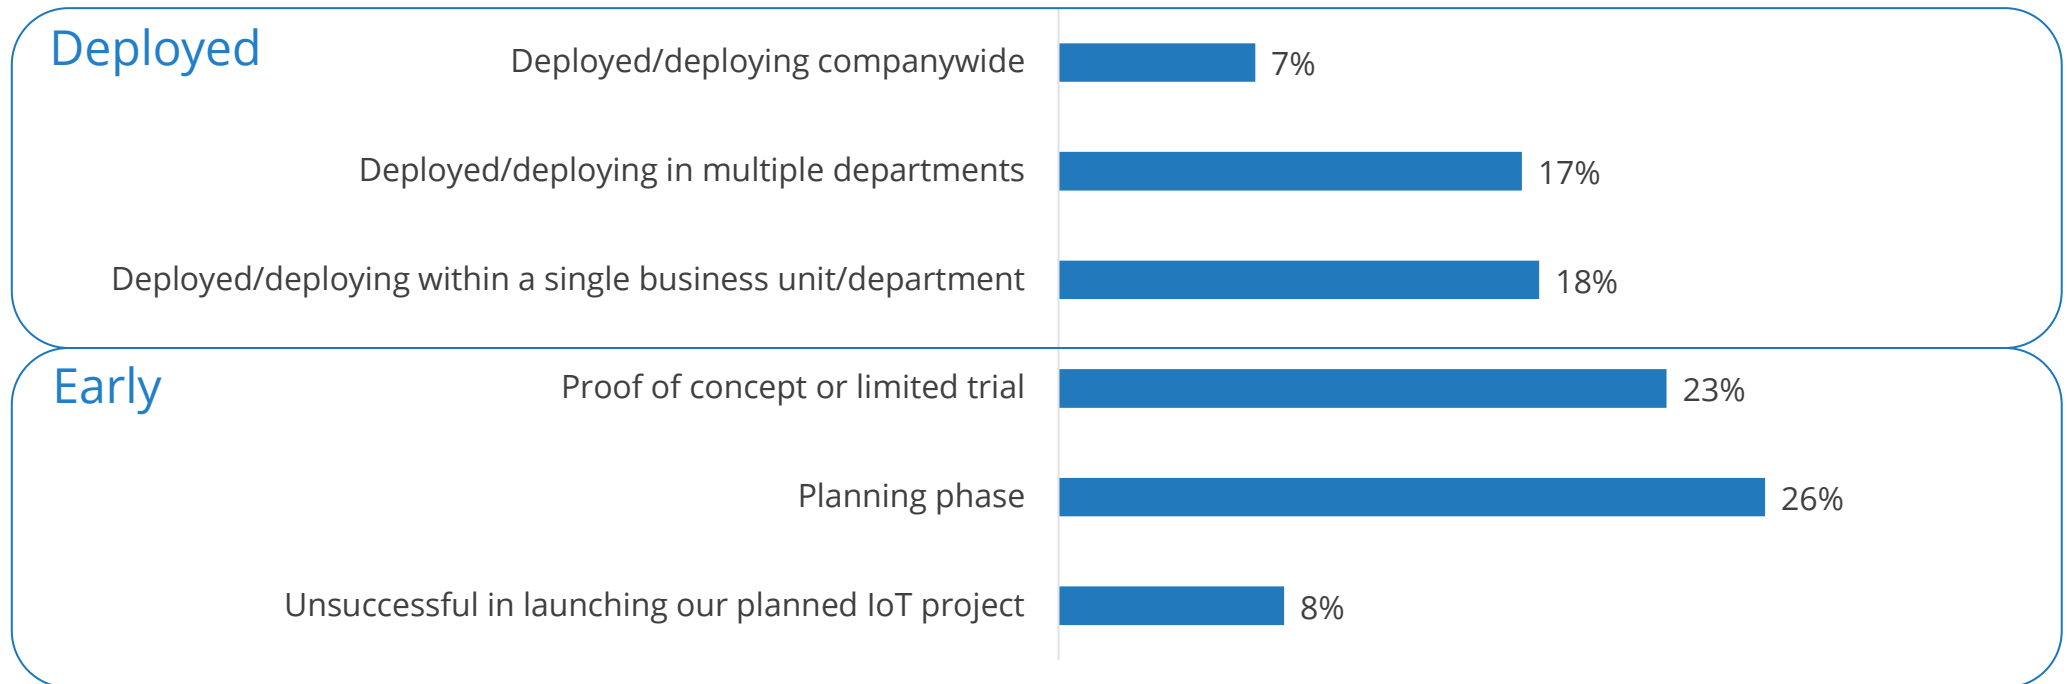 Deployed
Deployed/deploying companywide 7%
Deployed/deploying in multiple departments 17%
Deployed/deploying within a single business unit/department 18%
Early
Proof of concept or limited trial 23%
Planning phase 26%
Unsuccessful in launching our planned IoT project 8%